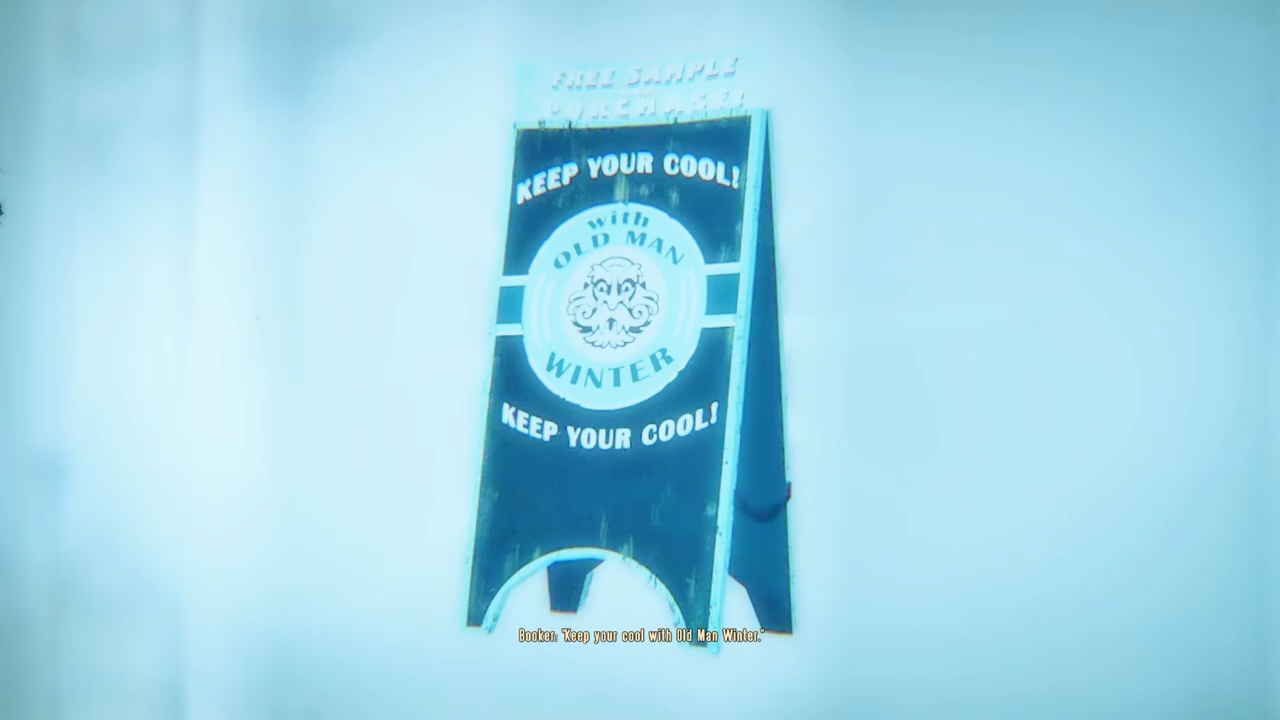 FREE SAMPLE
PURCHASE!
KEEP YOUR COOL!
with
OLD MAN
WINTER
KEEP YOUR COOL!
Booker: "Keep your cool with Old Man Winter."